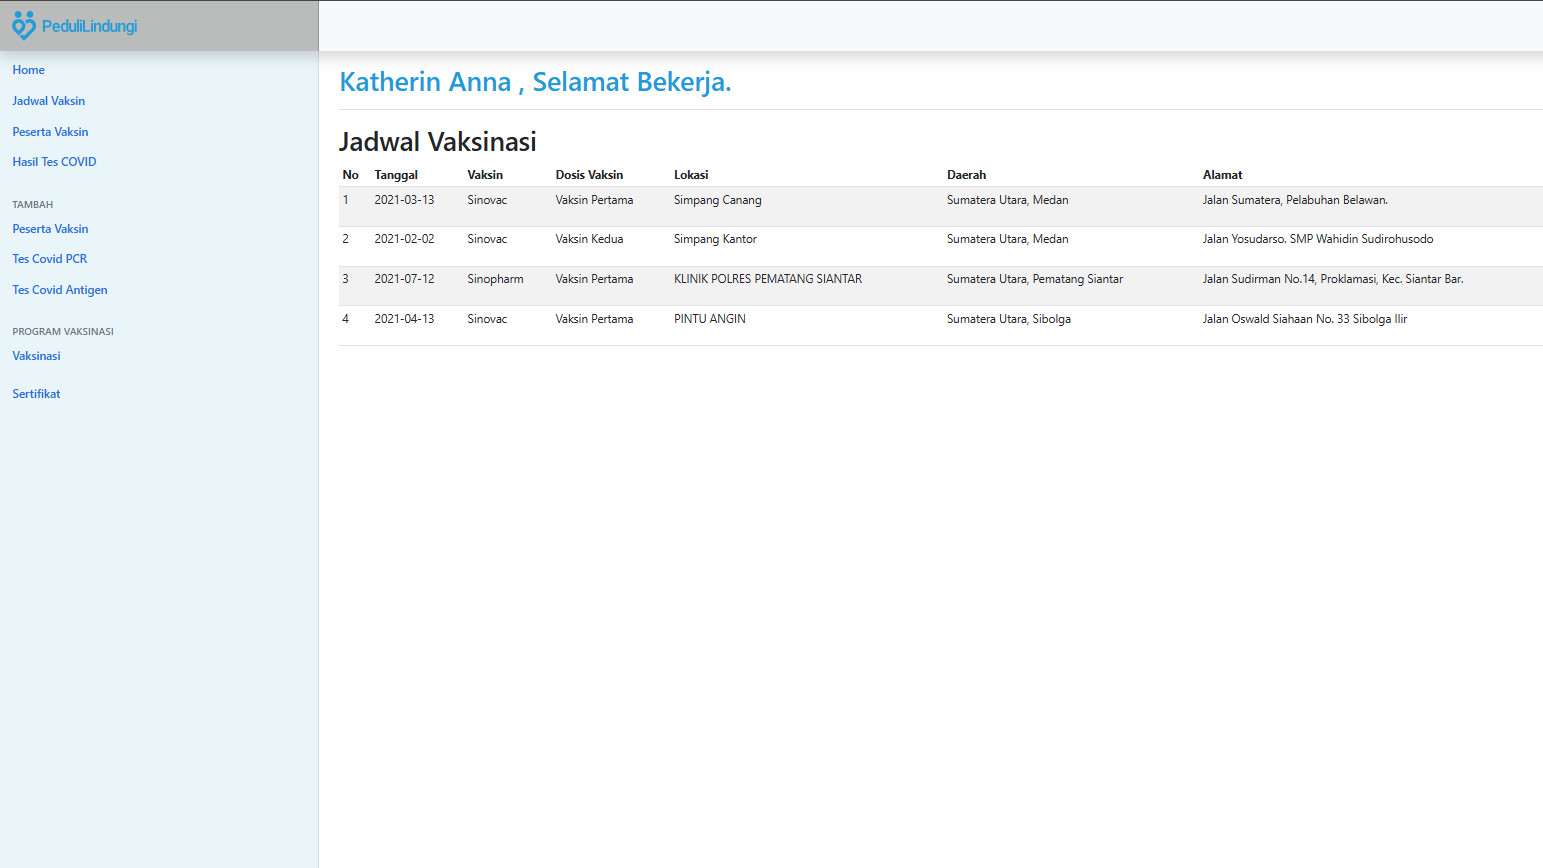 PeduliLindungi
Home
Jadwal Vaksin
Peserta Vaksin
Hasil Tes COVID
TAMBAH
Peserta Vaksin
Tes Covid PCR
Tes Covid Antigen
PROGRAM VAKSINASI
Vaksinasi
Sertifikat
Katherin Anna , Selamat Bekerja.
Jadwal Vaksinasi
No Tanggal Vaksin Dosis Vaksin Lokasi Daerah Alamat
1 2021-03-13 Sinovac Vaksin Pertama Simpang Canang Sumatera Utara, Medan Jalan Sumatera, Pelabuhan Belawan.
2 2021-02-02 Sinovac Vaksin Kedua Simpang Kantor Sumatera Utara, Medan Jalan Yosudarso. SMP Wahidin Sudirohusodo
3 2021-07-12 Sinopharm Vaksin Pertama KLINIK POLRES PEMATANG SIANTAR Sumatera Utara, Pematang Siantar Jalan Sudirman No.14, Proklamasi, Kec. Siantar Bar.
4 2021-04-13 Sinovac Vaksin Pertama PINTU ANGIN Sumatera Utara, Sibolga Jalan Oswald Siahaan No. 33 Sibolga Ilir